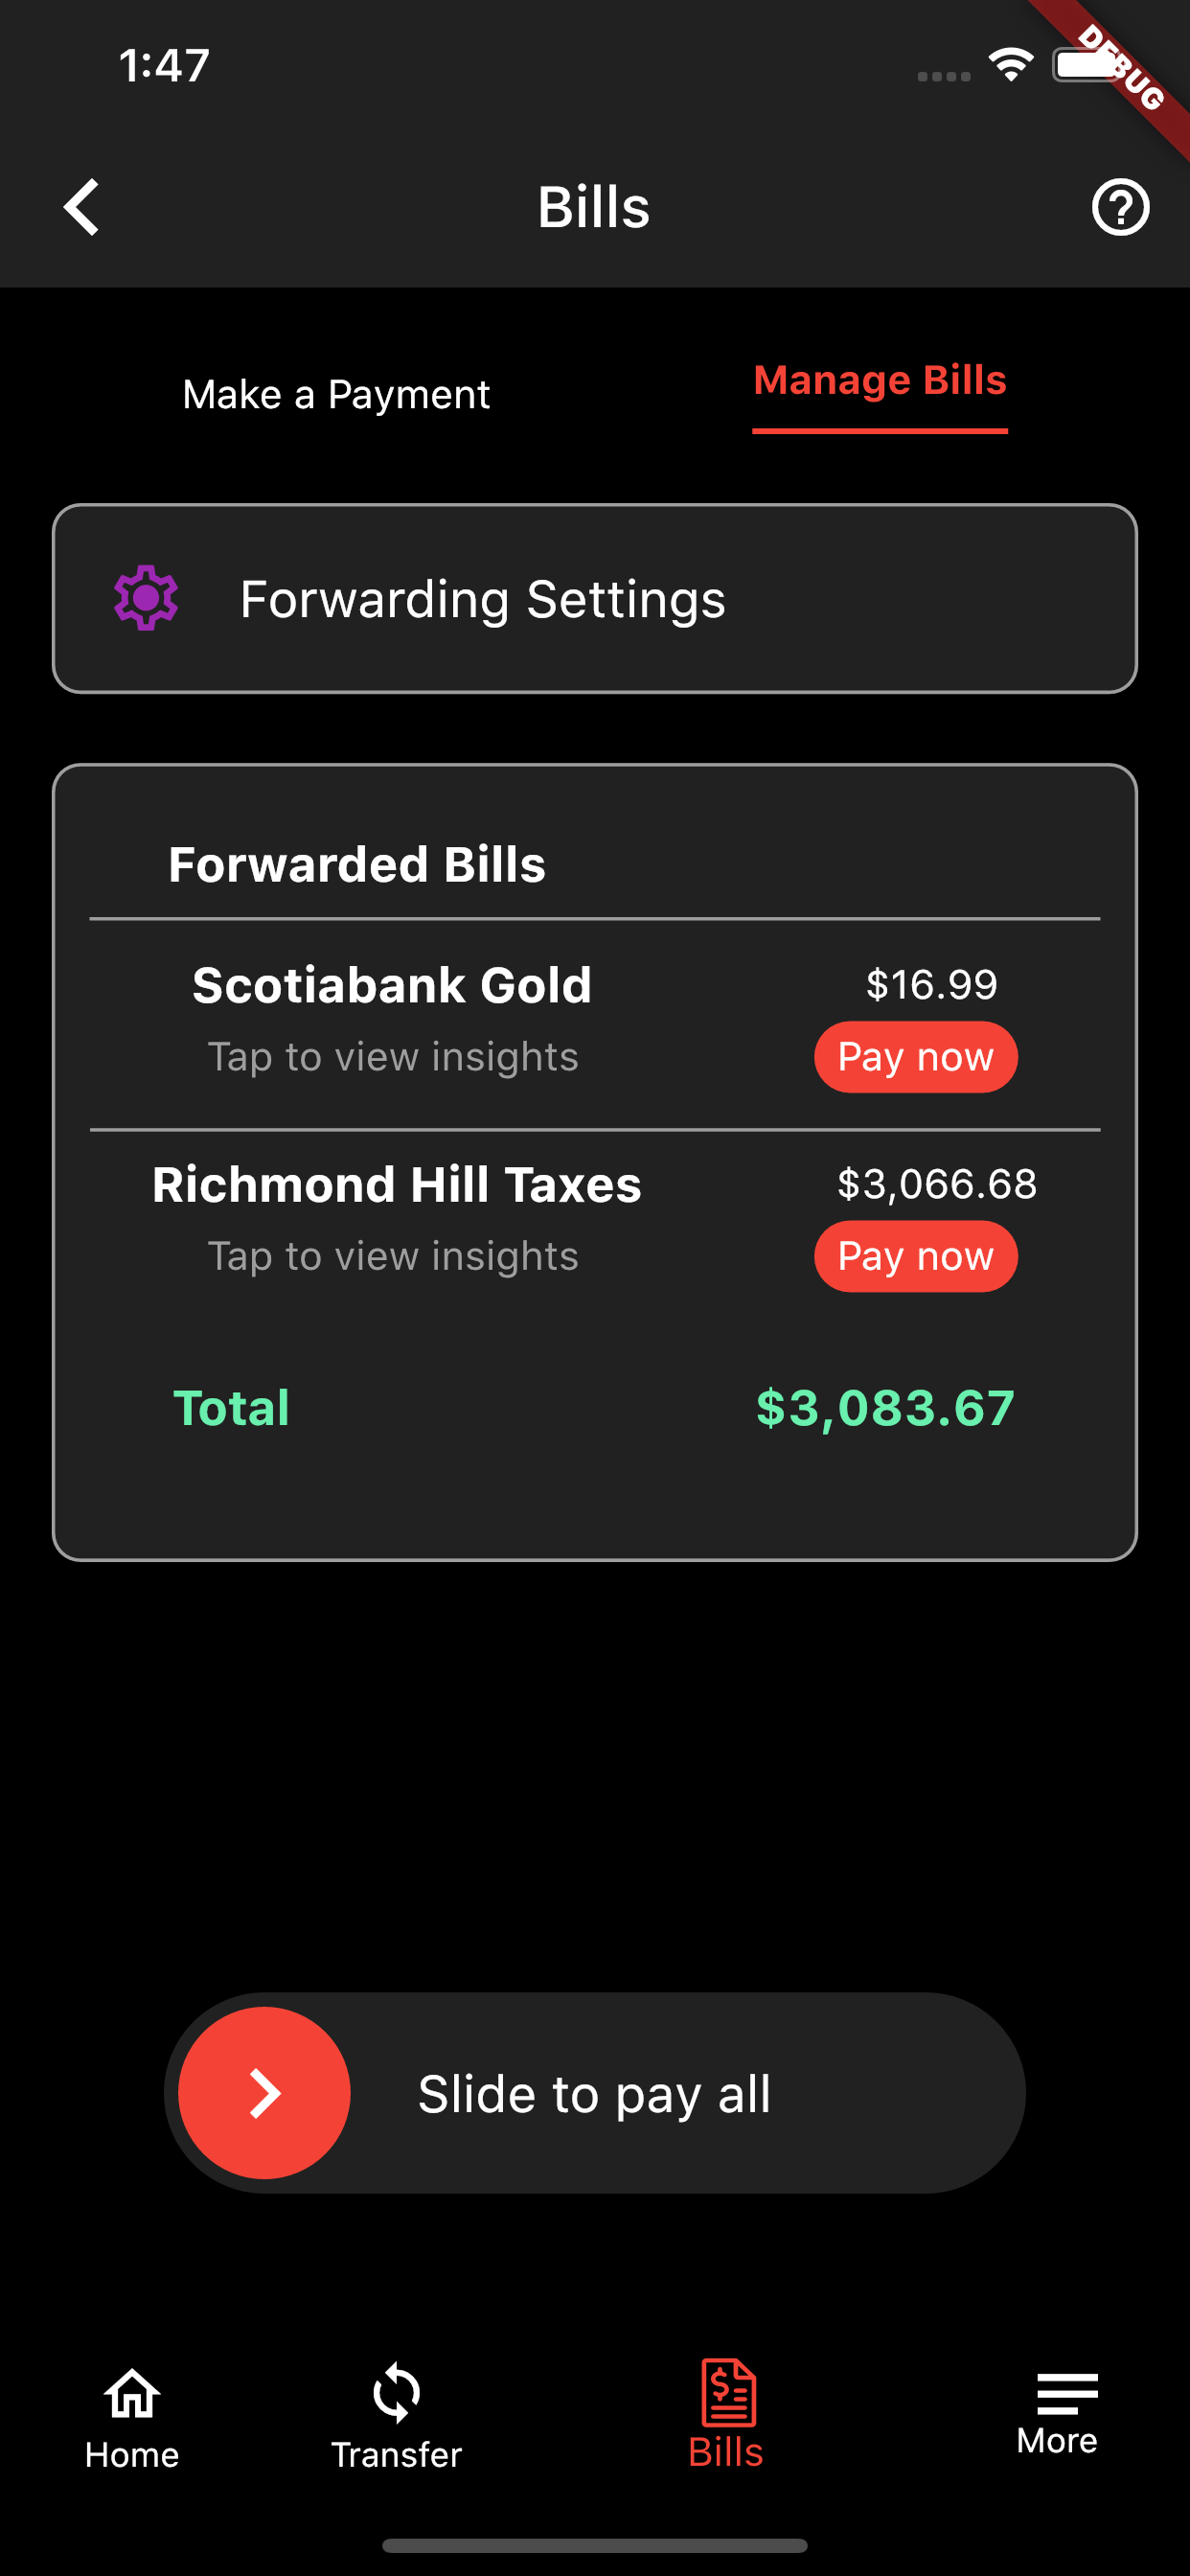 1:47
DEBUG
Bills
Make a Payment
Manage Bills
Forwarding Settings
Forwarded Bills
Scotiabank Gold
$16.99
Tap to view insights
Pay now
Richmond Hill Taxes
$3,066.68
Tap to view insights
Pay now
Total
$3,083.67
Slide to pay all
Home
Transfer
Bills
More